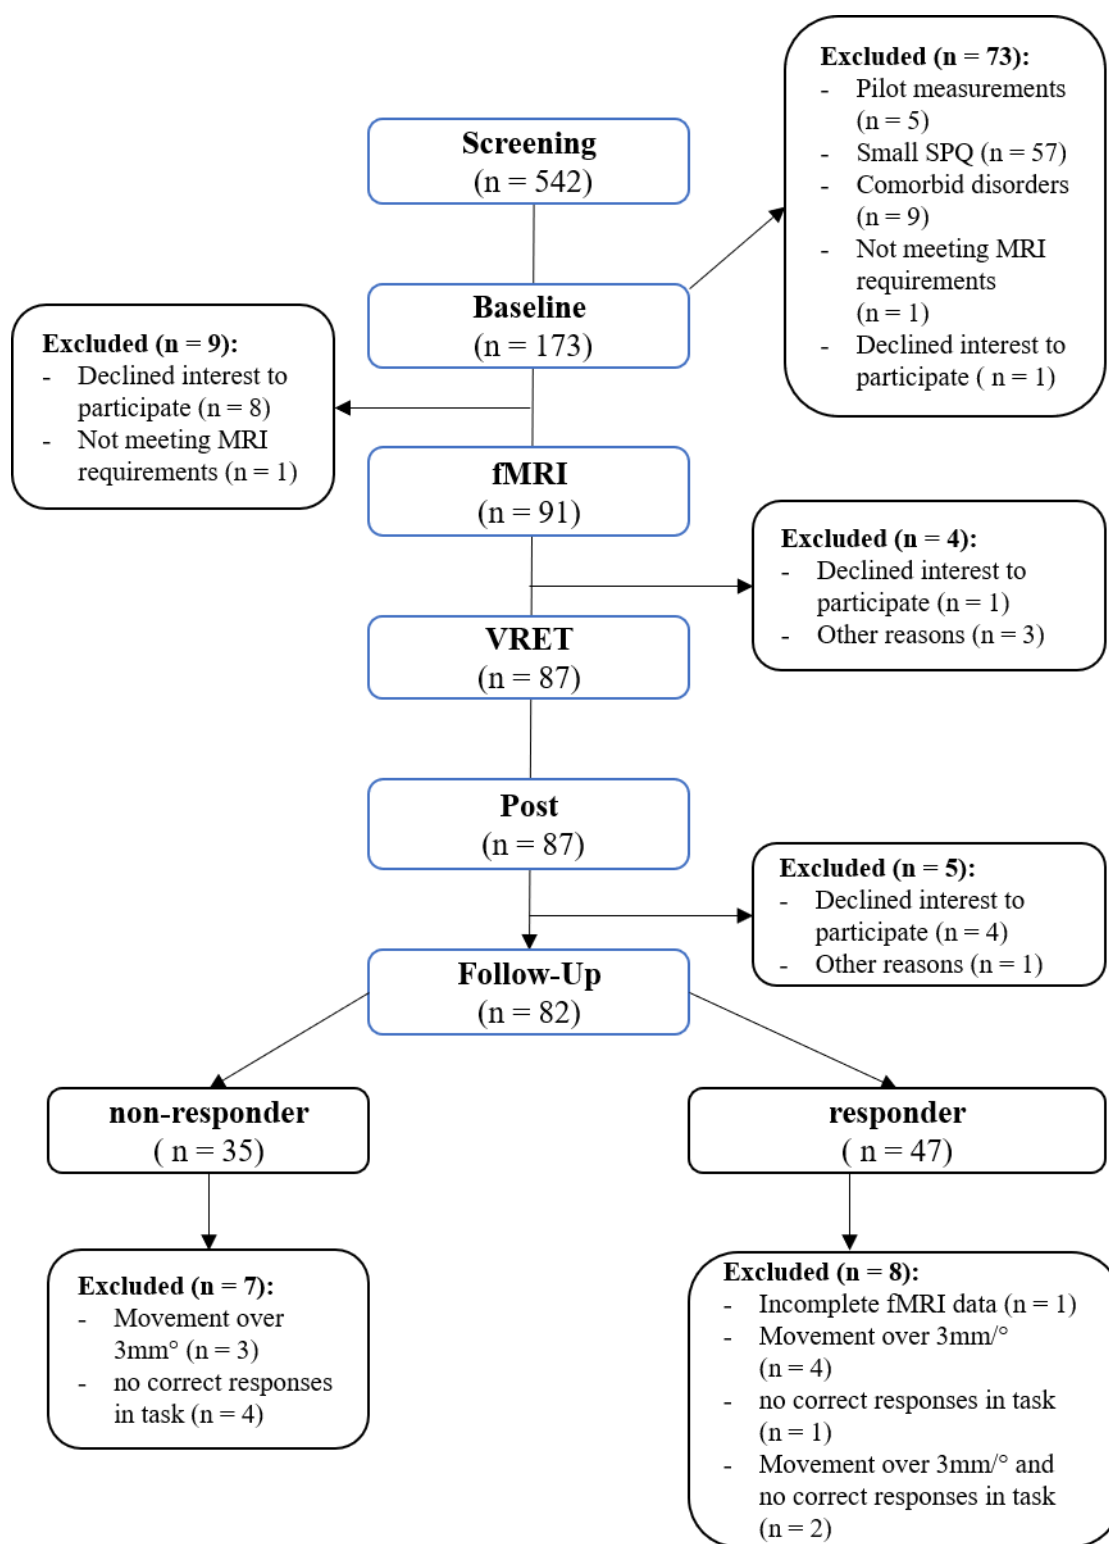 Screening
(n = 542)
Excluded (n = 73):
- Pilot measurements
(n = 5)
- Small SPQ (n = 57)
- Comorbid disorders
(n = 9)
- Not meeting MRI
requirements
(n = 1)
- Declined interest to
participate ( n = 1)
Baseline
(n = 173)
Excluded (n = 9):
- Declined interest to
participate (n = 8)
- Not meeting MRI
requirements (n = 1)
fMRI
(n = 91)
Excluded (n = 4):
- Declined interest to
participate (n = 1)
- Other reasons (n = 3)
VRET
(n = 87)
Post
(n = 87)
Excluded (n = 5):
- Declined interest to
participate (n = 4)
- Other reasons (n = 1)
Follow-Up
(n = 82)
non-responder
( n = 35)
responder
( n = 47)
Excluded (n = 7):
- Movement over
3mm° (n = 3)
- no correct responses
in task (n = 4)
Excluded (n = 8):
- Incomplete fMRI data (n = 1)
- Movement over 3mm/°
(n = 4)
- no correct responses in task
(n = 1)
- Movement over 3mm/° and
no correct responses in task
(n = 2)